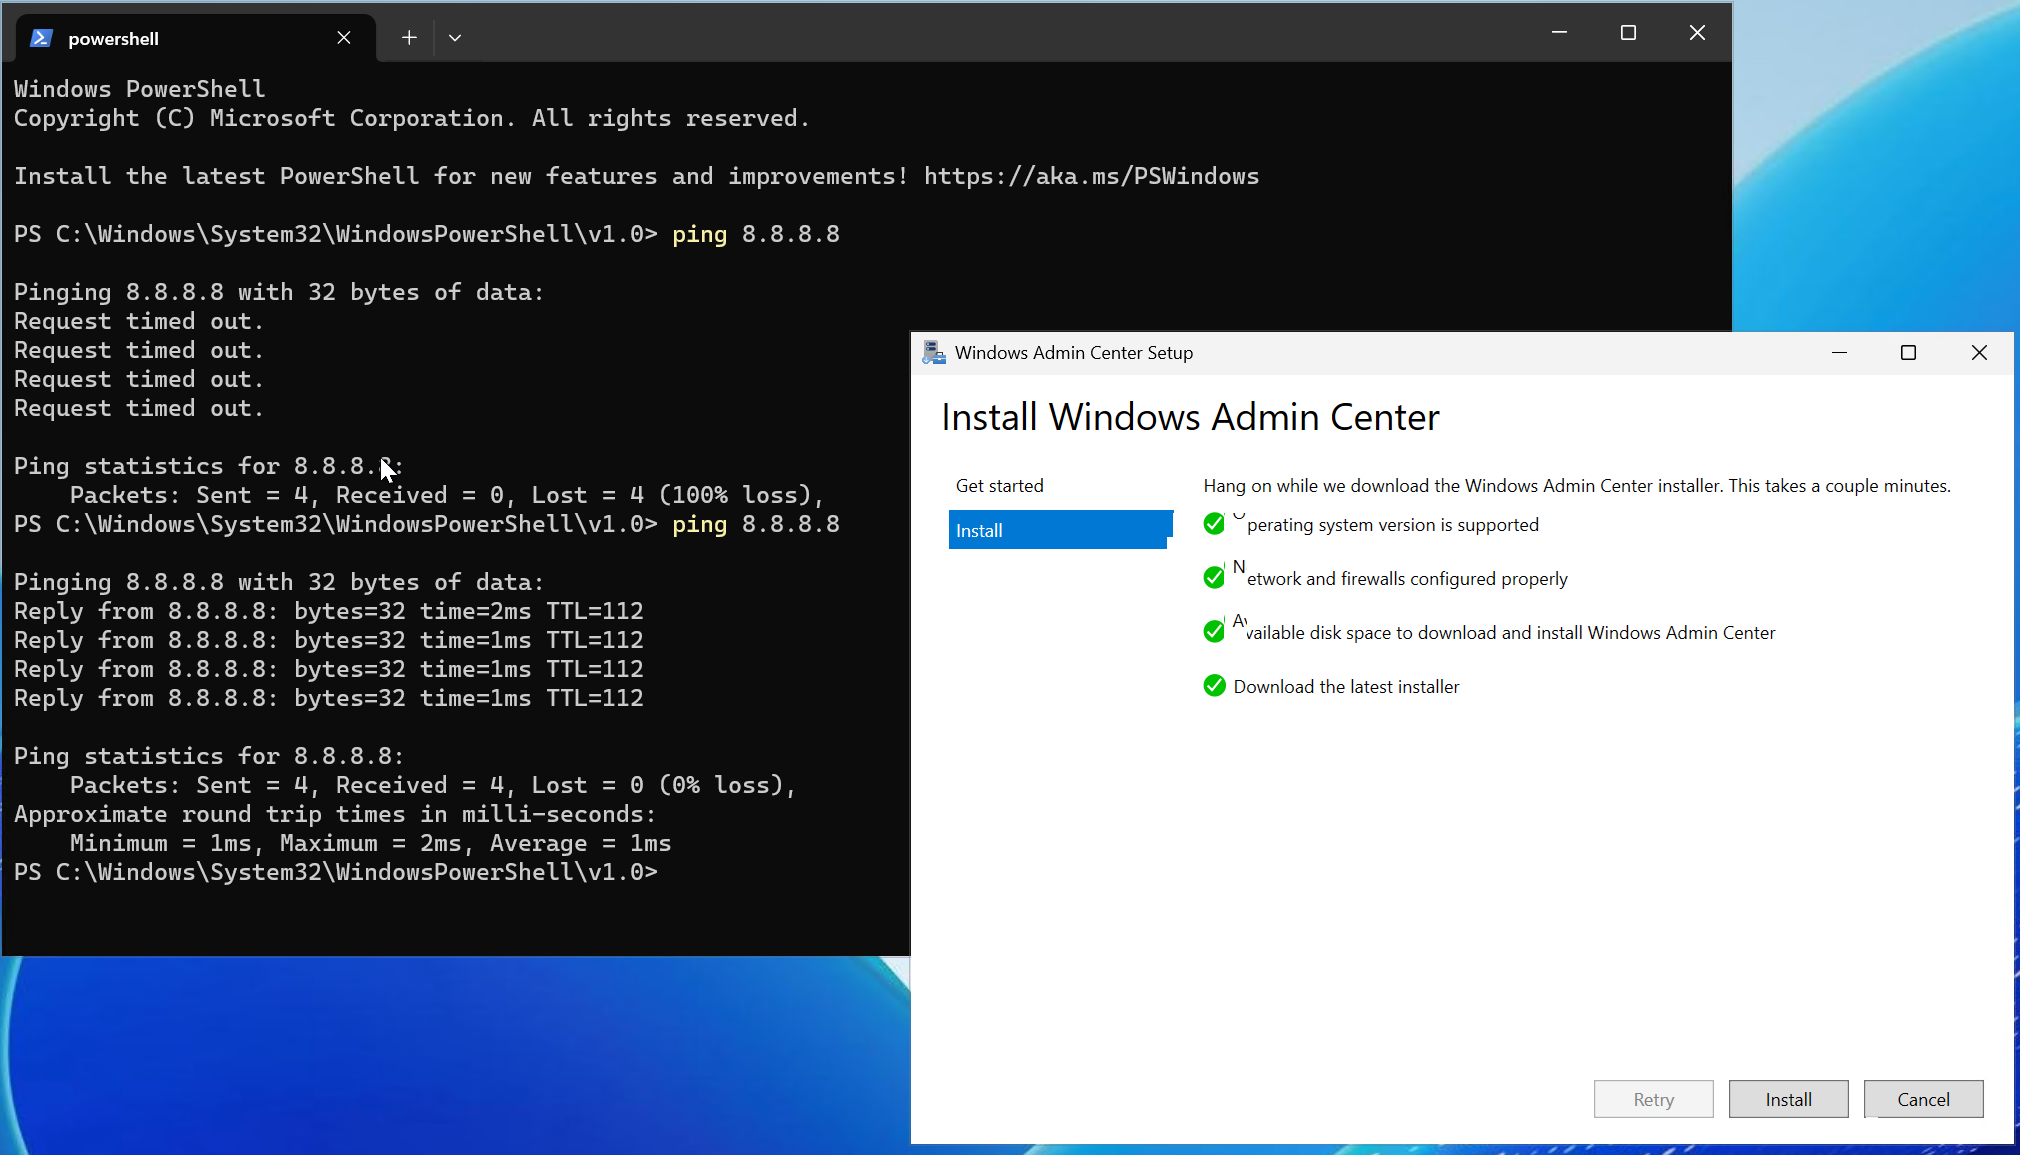 powershell
Windows PowerShell
Copyright (C) Microsoft Corporation. All rights reserved.
Install the latest PowerShell for new features and improvements! https://aka.ms/PSWindows
PS C:\Windows\System32\WindowsPowerShell\v1.0> ping 8.8.8.8
Pinging 8.8.8.8 with 32 bytes of data:
Request timed out.
Request timed out.
Request timed out.
Request timed out.
Ping statistics for 8.8.8.8:
    Packets: Sent = 4, Received = 0, Lost = 4 (100% loss),
PS C:\Windows\System32\WindowsPowerShell\v1.0> ping 8.8.8.8
Pinging 8.8.8.8 with 32 bytes of data:
Reply from 8.8.8.8: bytes=32 time=2ms TTL=112
Reply from 8.8.8.8: bytes=32 time=1ms TTL=112
Reply from 8.8.8.8: bytes=32 time=1ms TTL=112
Reply from 8.8.8.8: bytes=32 time=1ms TTL=112
Ping statistics for 8.8.8.8:
    Packets: Sent = 4, Received = 4, Lost = 0 (0% loss),
Approximate round trip times in milli-seconds:
    Minimum = 1ms, Maximum = 2ms, Average = 1ms
PS C:\Windows\System32\WindowsPowerShell\v1.0>
Windows Admin Center Setup
Install Windows Admin Center
Get started
Install
Hang on while we download the Windows Admin Center installer. This takes a couple minutes.
Operating system version is supported
Network and firewalls configured properly
Available disk space to download and install Windows Admin Center
Download the latest installer
Retry
Install
Cancel